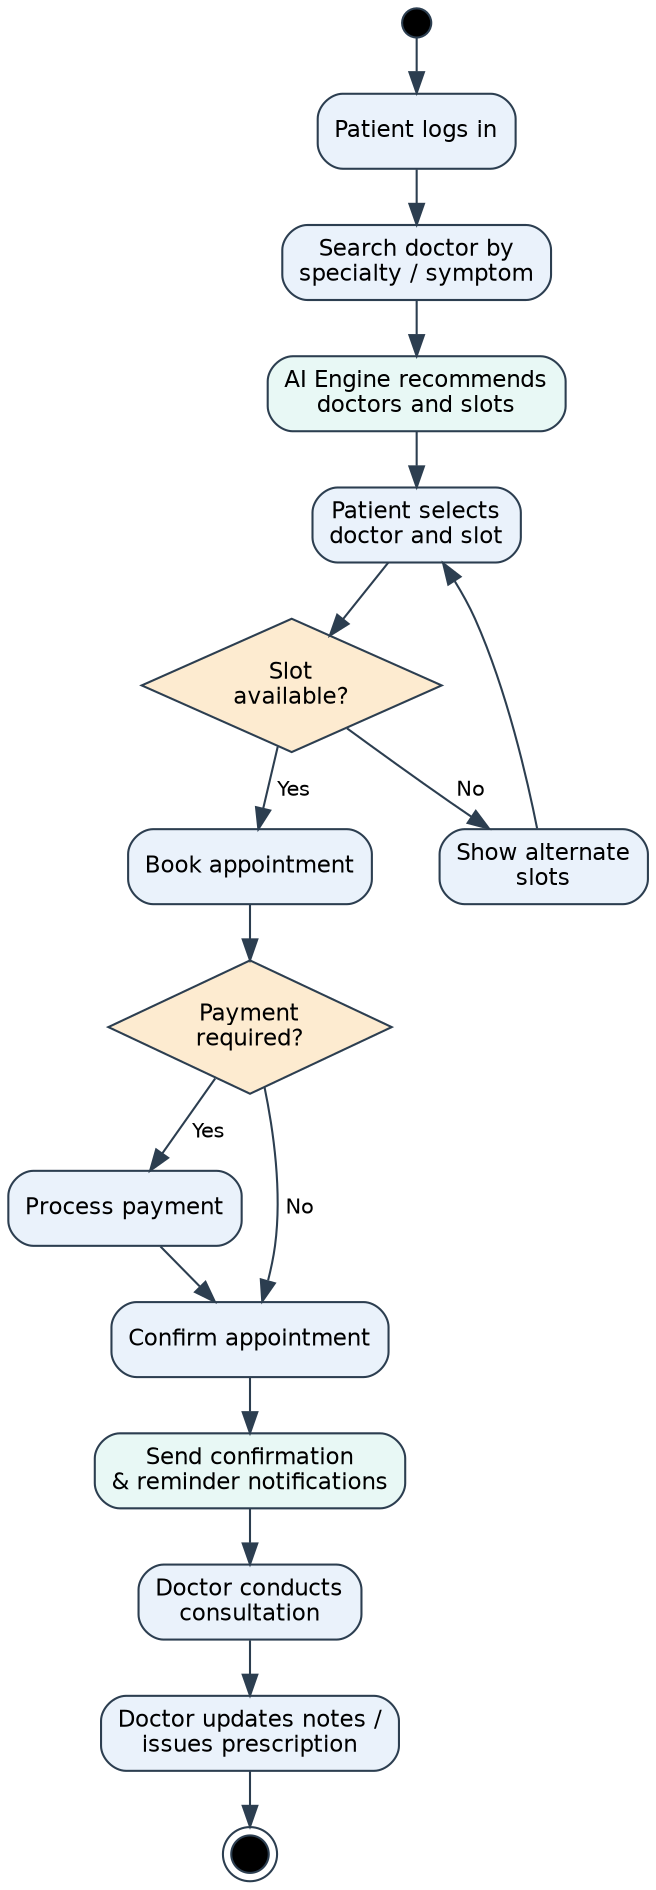 Patient logs in
Search doctor by
specialty / symptom
AI Engine recommends
doctors and slots
Patient selects
doctor and slot
Slot
available?
Yes
No
Book appointment
Show alternate
slots
Payment
required?
Yes
Process payment
No
Confirm appointment
Send confirmation
& reminder notifications
Doctor conducts
consultation
Doctor updates notes /
issues prescription